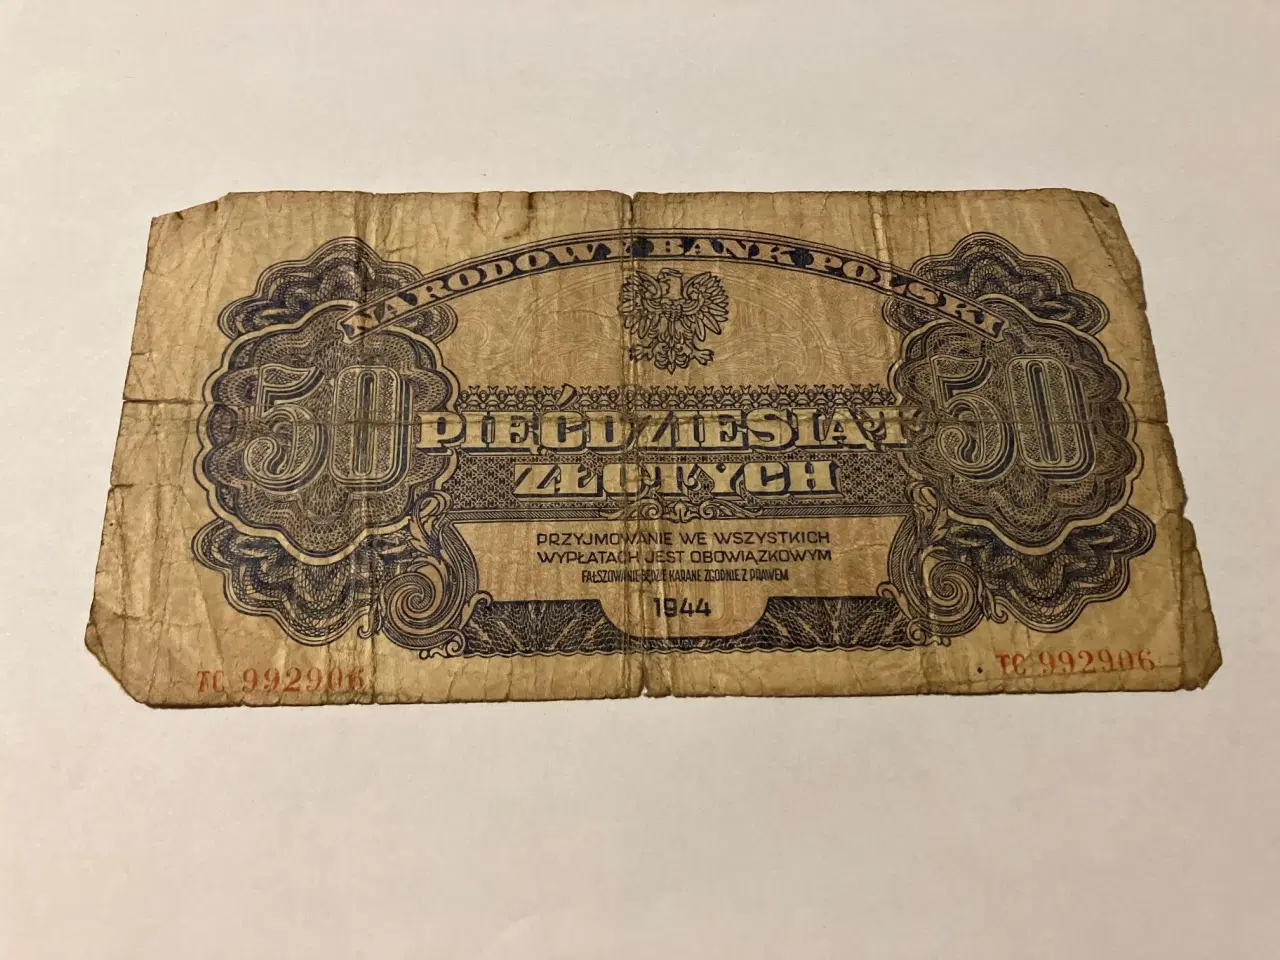 NARODOWY BANK POLSKI
50 50
PIĘĆDZIESIĄT
ZŁOTYCH
PRZYJMOWANIE WE WSZYSTKICH
WYPŁATACH JEST OBOWIĄZKOWYM
FAŁSZOWANIE BĘDZIE KARANE ZGODNIE Z PRAWEM
1944
TC 992906 TC 992906